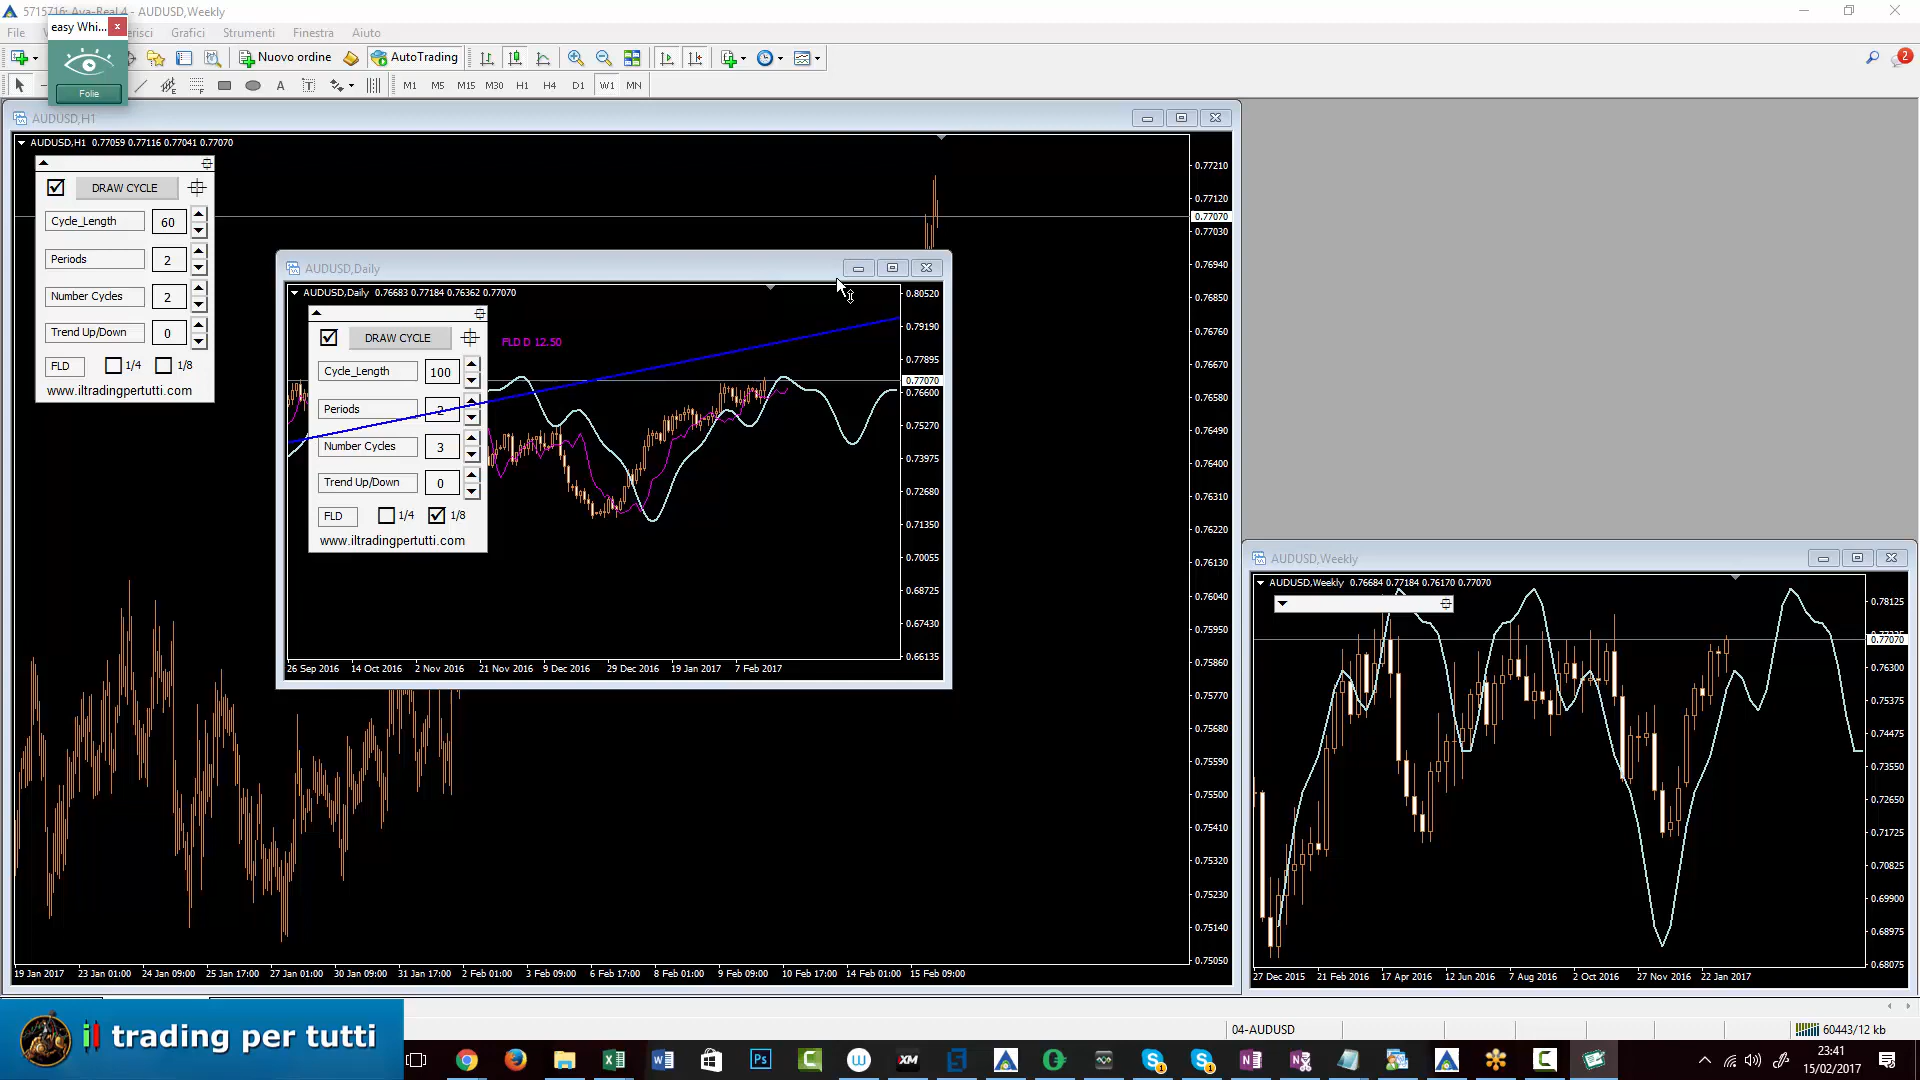 5715716: Ava-Real 4 - AUDUSD,Weekly
easy Whi...
File
Grafici
Strumenti
Finestra
Aiuto
Nuovo ordine
AutoTrading
2
Folie
A
T
M1
M5
M15
M30
H1
H4
D1
W1
MN
AUDUSD,H1
AUDUSD,H1 0.77059 0.77116 0.77041 0.77070
DRAW CYCLE
Cycle_Length
60
Periods
2
Number Cycles
2
Trend Up/Down
0
FLD
1/4
1/8
www.iltradingpertutti.com
0.77210
0.77120
0.77070
0.77030
0.76940
0.76850
0.76760
0.76670
0.76580
0.76490
0.76400
0.76310
0.76220
0.76130
0.76040
0.75950
0.75860
0.75770
0.75680
0.75590
0.75500
0.75410
0.75320
0.75230
0.75140
0.75050
19 Jan 2017
23 Jan 01:00
24 Jan 09:00
25 Jan 17:00
27 Jan 01:00
30 Jan 09:00
31 Jan 17:00
2 Feb 01:00
3 Feb 09:00
6 Feb 17:00
8 Feb 01:00
9 Feb 09:00
10 Feb 17:00
14 Feb 01:00
15 Feb 09:00
AUDUSD,Daily
AUDUSD,Daily 0.76683 0.77184 0.76362 0.77070
DRAW CYCLE
FLD D 12.50
Cycle_Length
100
Periods
2
Number Cycles
3
Trend Up/Down
0
FLD
1/4
1/8
www.iltradingpertutti.com
0.80520
0.79190
0.77895
0.77070
0.76600
0.75270
0.73975
0.72680
0.71350
0.70055
0.68725
0.67430
0.66135
26 Sep 2016
14 Oct 2016
2 Nov 2016
21 Nov 2016
9 Dec 2016
29 Dec 2016
19 Jan 2017
7 Feb 2017
AUDUSD,Weekly
AUDUSD,Weekly 0.76684 0.77184 0.76170 0.77070
0.78125
0.77070
0.76300
0.75375
0.74475
0.73550
0.72650
0.71725
0.70825
0.69900
0.68975
0.68075
27 Dec 2015
21 Feb 2016
17 Apr 2016
12 Jun 2016
7 Aug 2016
2 Oct 2016
27 Nov 2016
22 Jan 2017
il trading per tutti
04-AUDUSD
60443/12 kb
23:41
15/02/2017